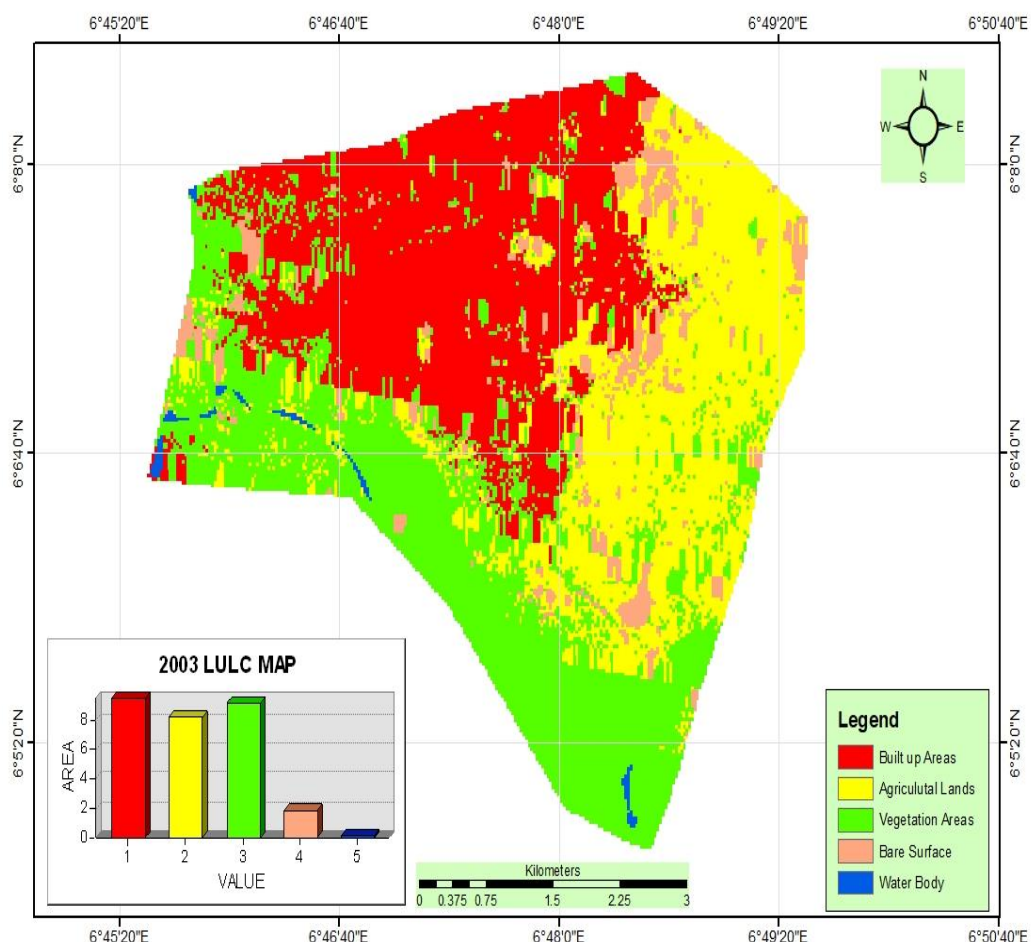 6°45'20"E 6°46'40"E 6°48'0"E 6°49'20"E 6°50'40"E
N
W E
S
6°8'0"N 6°8'0"N
6°6'40"N 6°6'40"N
6°5'20"N 6°5'20"N
2003 LULC MAP
AREA
8
6
4
2
0
1 2 3 4 5
VALUE
Legend
Built up Areas
Agriculutal Lands
Vegetation Areas
Bare Surface
Water Body
Kilometers
0 0.375 0.75 1.5 2.25 3
6°45'20"E 6°46'40"E 6°48'0"E 6°49'20"E 6°50'40"E